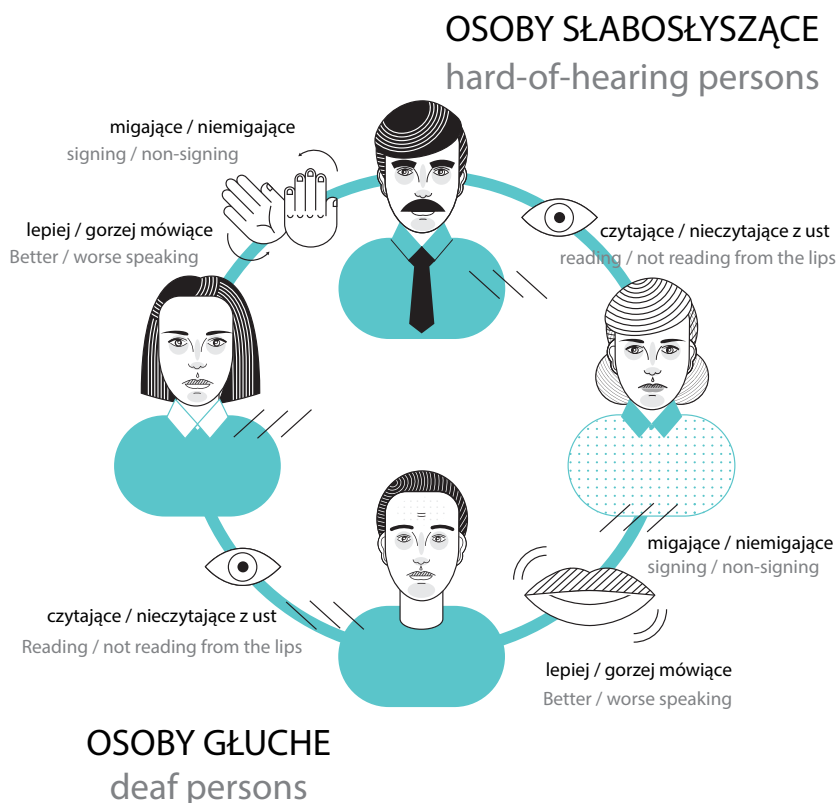 OSOBY SŁABOSŁYSZĄCE
hard-of-hearing persons
migające / niemigające
signing / non-signing
lepiej / gorzej mówiące
Better / worse speaking
czytające / nieczytające z ust
reading / not reading from the lips
migające / niemigające
signing / non-signing
czytające / nieczytające z ust
Reading / not reading from the lips
lepiej / gorzej mówiące
Better / worse speaking
OSOBY GŁUCHE
deaf persons